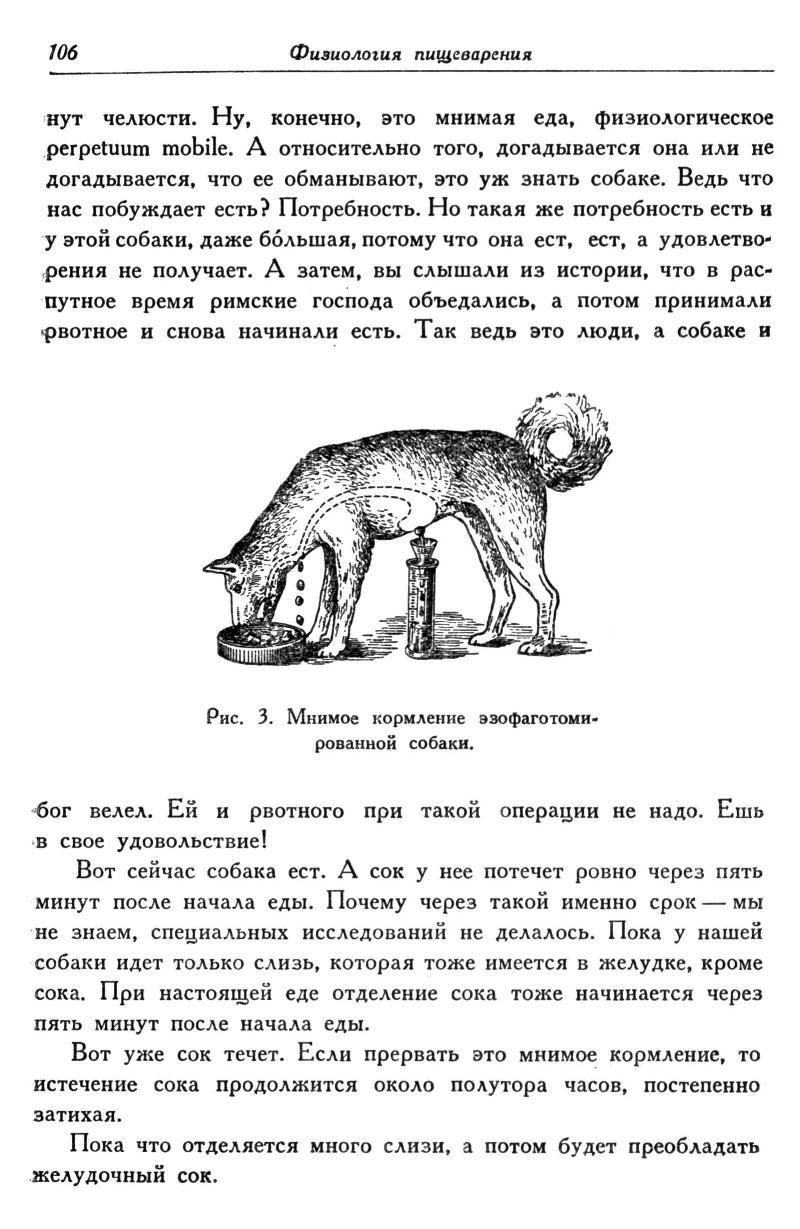 106
Физиология пищеварения
нут челюсти. Ну, конечно, это мнимая еда, физиологическое
perpetuum mobile. А относительно того, догадывается она или не
догадывается, что ее обманывают, это уж знать собаке. Ведь что
нас побуждает есть? Потребность. Но такая же потребность есть и
у этой собаки, даже бо́льшая, потому что она ест, ест, а удовлетво-
рения не получает. А затем, вы слышали из истории, что в рас-
путное время римские господа объедались, а потом принимали
рвотное и снова начинали есть. Так ведь это люди, а собаке и
Рис. 3. Мнимое кормление эзофаготоми-
рованной собаки.
бог велел. Ей и рвотного при такой операции не надо. Ешь
в свое удовольствие!
Вот сейчас собака ест. А сок у нее потечет ровно через пять
минут после начала еды. Почему через такой именно срок — мы
не знаем, специальных исследований не делалось. Пока у нашей
собаки идет только слизь, которая тоже имеется в желудке, кроме
сока. При настоящей еде отделение сока тоже начинается через
пять минут после начала еды.
Вот уже сок течет. Если прервать это мнимое кормление, то
истечение сока продолжится около полутора часов, постепенно
затихая.
Пока что отделяется много слизи, а потом будет преобладать
желудочный сок.